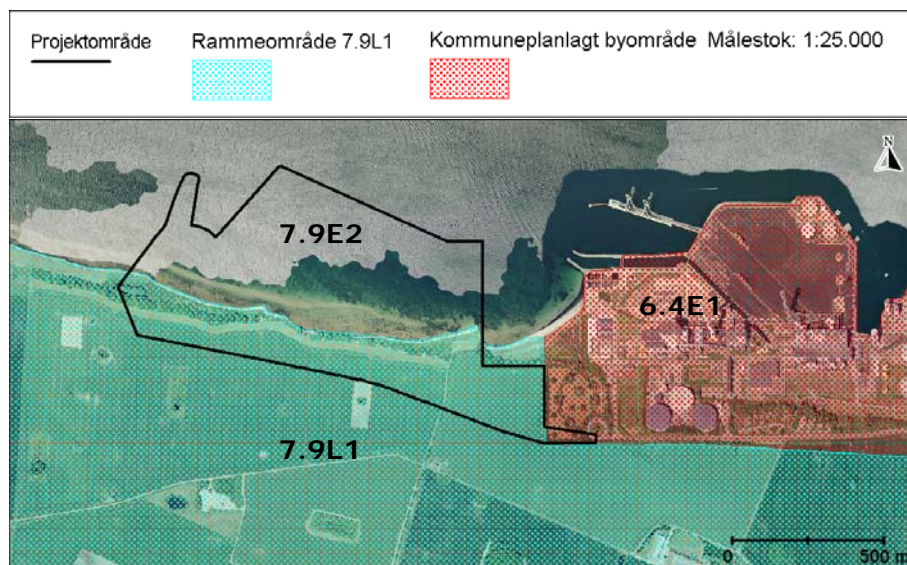 Projektområde Rammeområde 7.9L1 Kommuneplanlagt byområde Målestok: 1:25.000
N
7.9E2
6.4E1
7.9L1
0 500 m